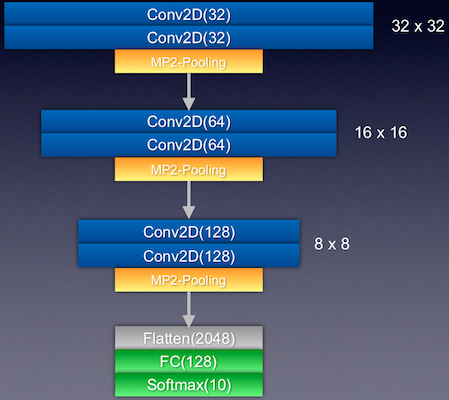 Conv2D(32)
32 x 32
Conv2D(32)
MP2-Pooling
Conv2D(64)
16 x 16
Conv2D(64)
MP2-Pooling
Conv2D(128)
8 x 8
Conv2D(128)
MP2-Pooling
Flatten(2048)
FC(128)
Softmax(10)